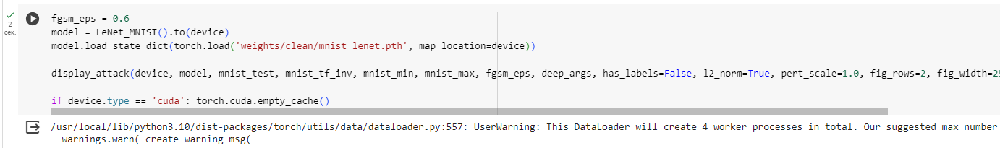 2
сек.
fgsm_eps = 0.6
model = LeNet_MNIST().to(device)
model.load_state_dict(torch.load('weights/clean/mnist_lenet.pth', map_location=device))
display_attack(device, model, mnist_test, mnist_tf_inv, mnist_min, mnist_max, fgsm_eps, deep_args, has_labels=False, l2_norm=True, pert_scale=1.0, fig_rows=2, fig_width=25
if device.type == 'cuda': torch.cuda.empty_cache()
/usr/local/lib/python3.10/dist-packages/torch/utils/data/dataloader.py:557: UserWarning: This DataLoader will create 4 worker processes in total. Our suggested max number
warnings.warn(_create_warning_msg(